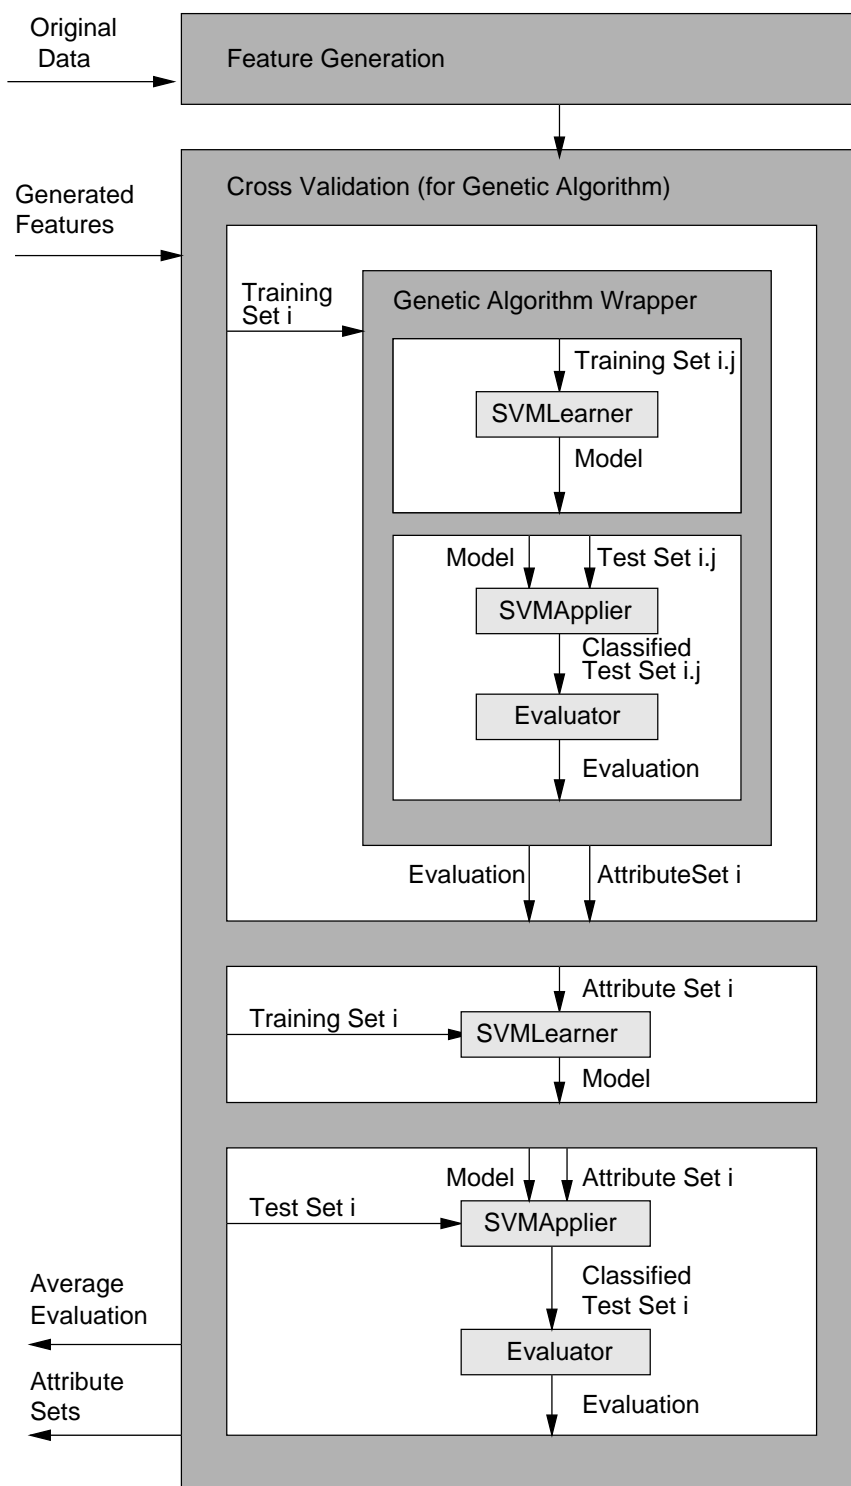 Original
Data
Feature Generation
Cross Validation (for Genetic Algorithm)
Generated
Features
Training
Set i
Genetic Algorithm Wrapper
Training Set i.j
SVMLearner
Model
Model
Test Set i.j
SVMApplier
Classified
Test Set i.j
Evaluator
Evaluation
Evaluation
AttributeSet i
Attribute Set i
Training Set i
SVMLearner
Model
Model
Attribute Set i
Test Set i
SVMApplier
Classified
Test Set i
Average
Evaluation
Evaluator
Attribute
Sets
Evaluation